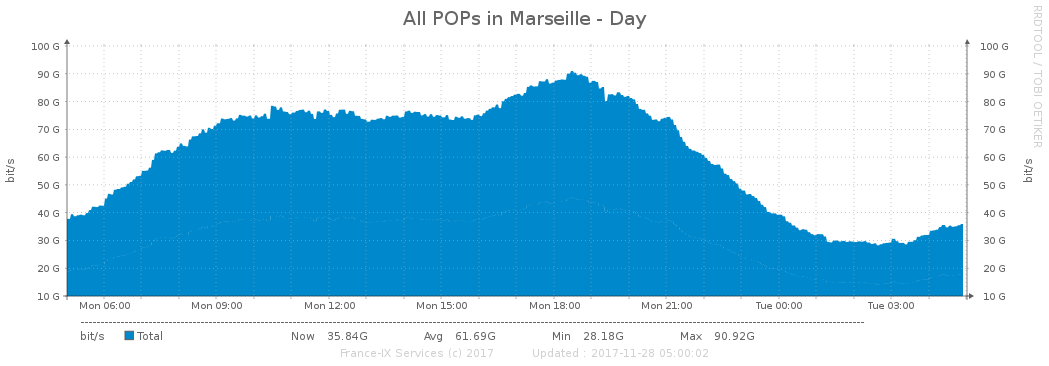 All POPs in Marseille - Day
RRDTOOL / TOBI OETIKER
bit/s
bit/s
100 G 100 G
90 G 90 G
80 G 80 G
70 G 70 G
60 G 60 G
50 G 50 G
40 G 40 G
30 G 30 G
20 G 20 G
10 G 10 G
Mon 06:00 Mon 09:00 Mon 12:00 Mon 15:00 Mon 18:00 Mon 21:00 Tue 00:00 Tue 03:00
bit/s Total Now 35.84G Avg 61.69G Min 28.18G Max 90.92G
France-IX Services (c) 2017 Updated : 2017-11-28 05:00:02